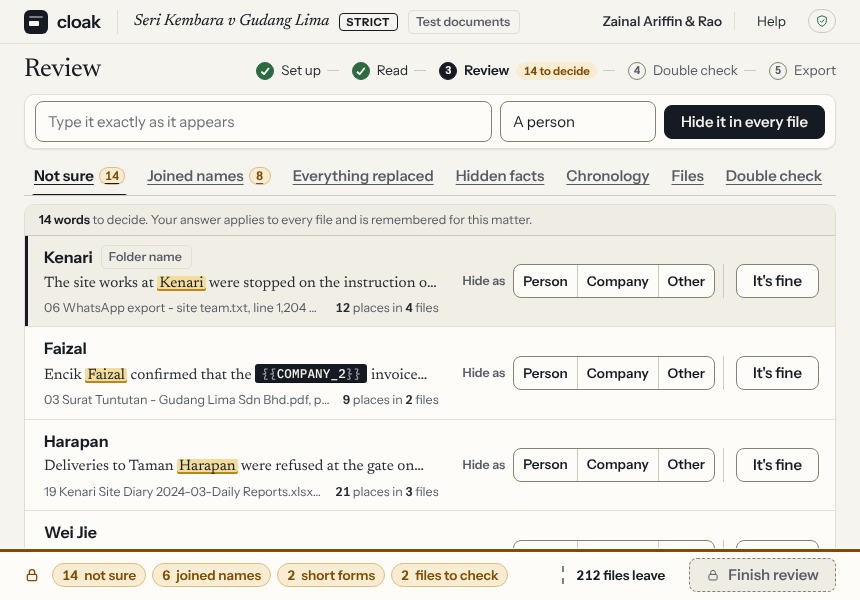 cloak Seri Kembara v Gudang Lima STRICT Test documents Zainal Ariffin & Rao Help
Review Set up Read 3 Review 14 to decide 4 Double check 5 Export
Type it exactly as it appears A person Hide it in every file
Not sure 14 Joined names 8 Everything replaced Hidden facts Chronology Files Double check
14 words to decide. Your answer applies to every file and is remembered for this matter.
Kenari Folder name
The site works at Kenari were stopped on the instruction o... Hide as Person Company Other It's fine
06 WhatsApp export - site team.txt, line 1,204 ... 12 places in 4 files
Faizal
Encik Faizal confirmed that the {{COMPANY_2}} invoice... Hide as Person Company Other It's fine
03 Surat Tuntutan - Gudang Lima Sdn Bhd.pdf, p... 9 places in 2 files
Harapan
Deliveries to Taman Harapan were refused at the gate on... Hide as Person Company Other It's fine
19 Kenari Site Diary 2024-03-Daily Reports.xlsx... 21 places in 3 files
Wei Jie
14 not sure 6 joined names 2 short forms 2 files to check 212 files leave Finish review